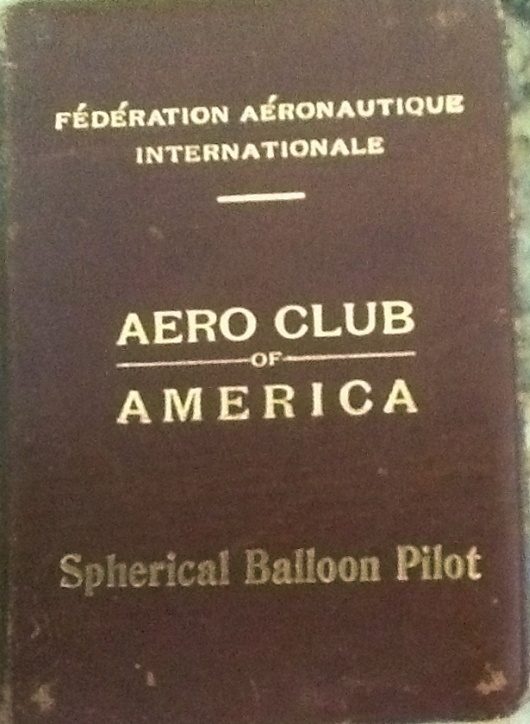 FÉDÉRATION AÉRONAUTIQUE
INTERNATIONALE
AERO CLUB
OF
AMERICA
Spherical Balloon Pilot